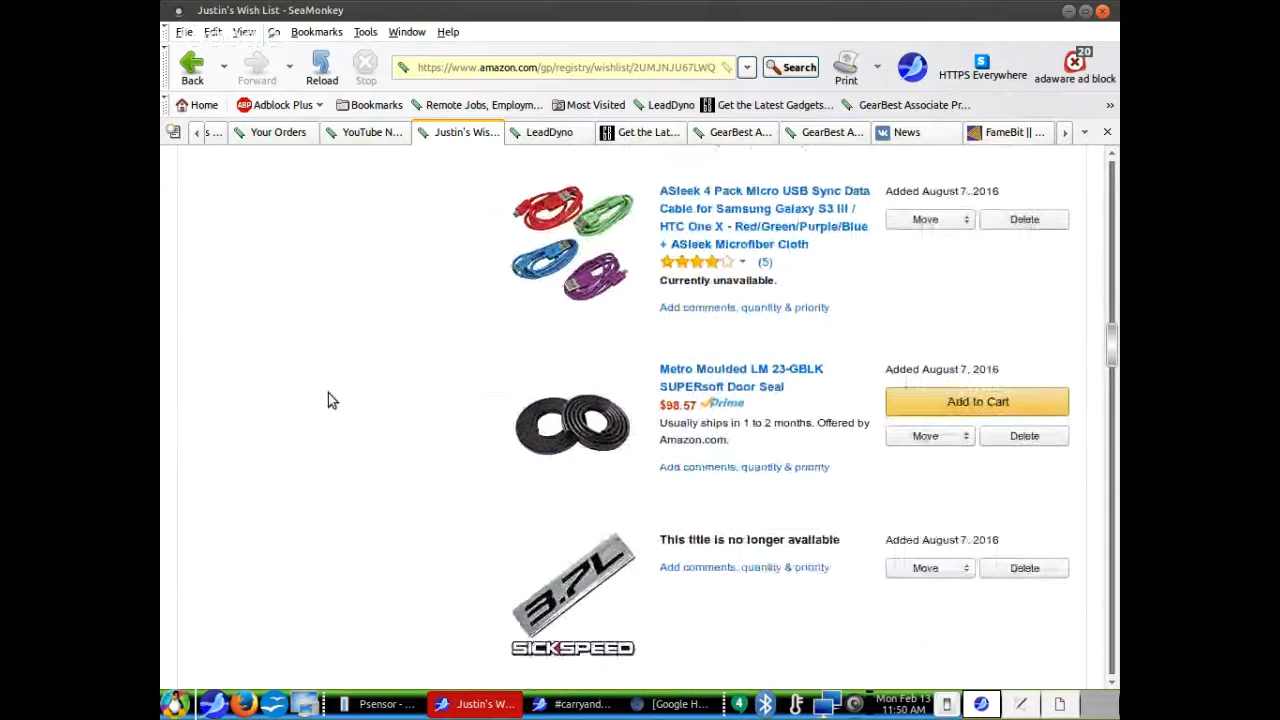 Justin's Wish List - SeaMonkey
File Edit View Go Bookmarks Tools Window Help
Back Forward Reload Stop https://www.amazon.com/gp/registry/wishlist/2UMJNJU67LWQ Search Print HTTPS Everywhere 20 adaware ad block
Home ABP Adblock Plus Bookmarks Remote Jobs, Employm... Most Visited LeadDyno Get the Latest Gadgets... GearBest Associate Pr... »
s ... Your Orders YouTube N... Justin's Wis... LeadDyno Get the Lat... GearBest A... GearBest A... News FameBit || ...
ASleek 4 Pack Micro USB Sync Data
Cable for Samsung Galaxy S3 III /
HTC One X - Red/Green/Purple/Blue
+ ASleek Microfiber Cloth
(5)
Currently unavailable.
Add comments, quantity & priority
Added August 7, 2016
Move Delete
Metro Moulded LM 23-GBLK
SUPERsoft Door Seal
$98.57 Prime
Usually ships in 1 to 2 months. Offered by
Amazon.com.
Add comments, quantity & priority
Added August 7, 2016
Add to Cart
Move Delete
3.7L
SICKSPEED
This title is no longer available
Add comments, quantity & priority
Added August 7, 2016
Move Delete
Psensor - ... Justin's W... #carryand... [Google H... 4 Mon Feb 13
11:50 AM